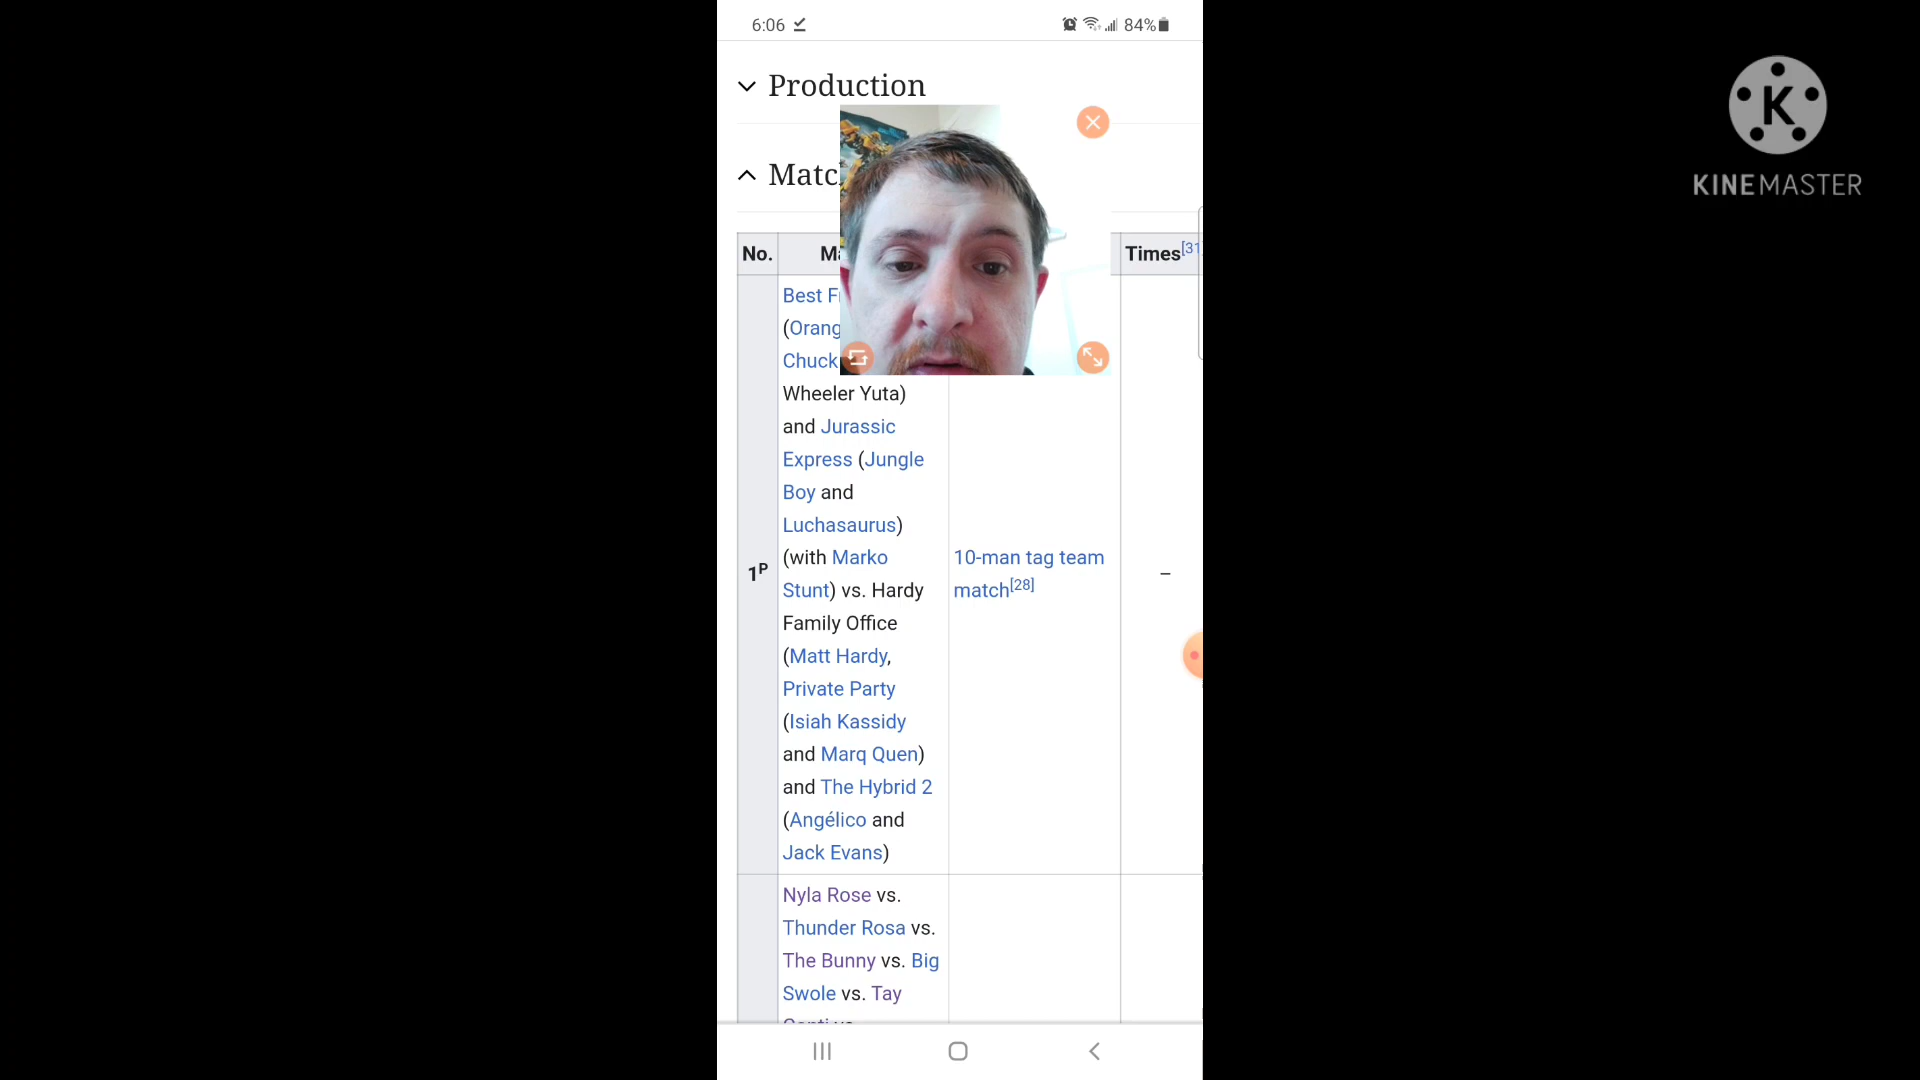 6:06
84%
Production
No.
Times[31]
Best
Chuck
Wheeler Yuta)
and Jurassic
Express (Jungle
Boy and
Luchasaurus)
(with Marko
Stunt) vs. Hardy
Family Office
(Matt Hardy,
Private Party
(Isiah Kassidy
and Marq Quen)
and The Hybrid 2
(Angélico and
Jack Evans)
1P
10-man tag team
match[28]
–
Nyla Rose vs.
Thunder Rosa vs.
The Bunny vs. Big
Swole vs. Tay
K
KINEMASTER